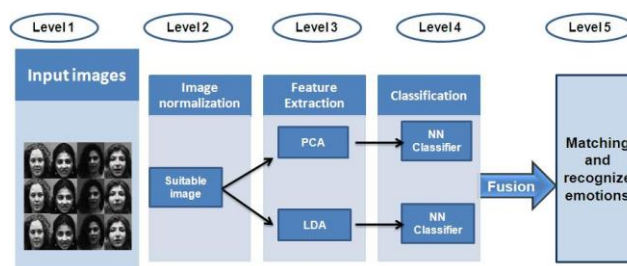 Level 1
Level 2
Level 3
Level 4
Level 5
Input images
Image
normalization
Feature
Extraction
Classification
Suitable
image
PCA
LDA
NN
Classifier
NN
Classifier
Fusion
Matching
and
recognize
emotions